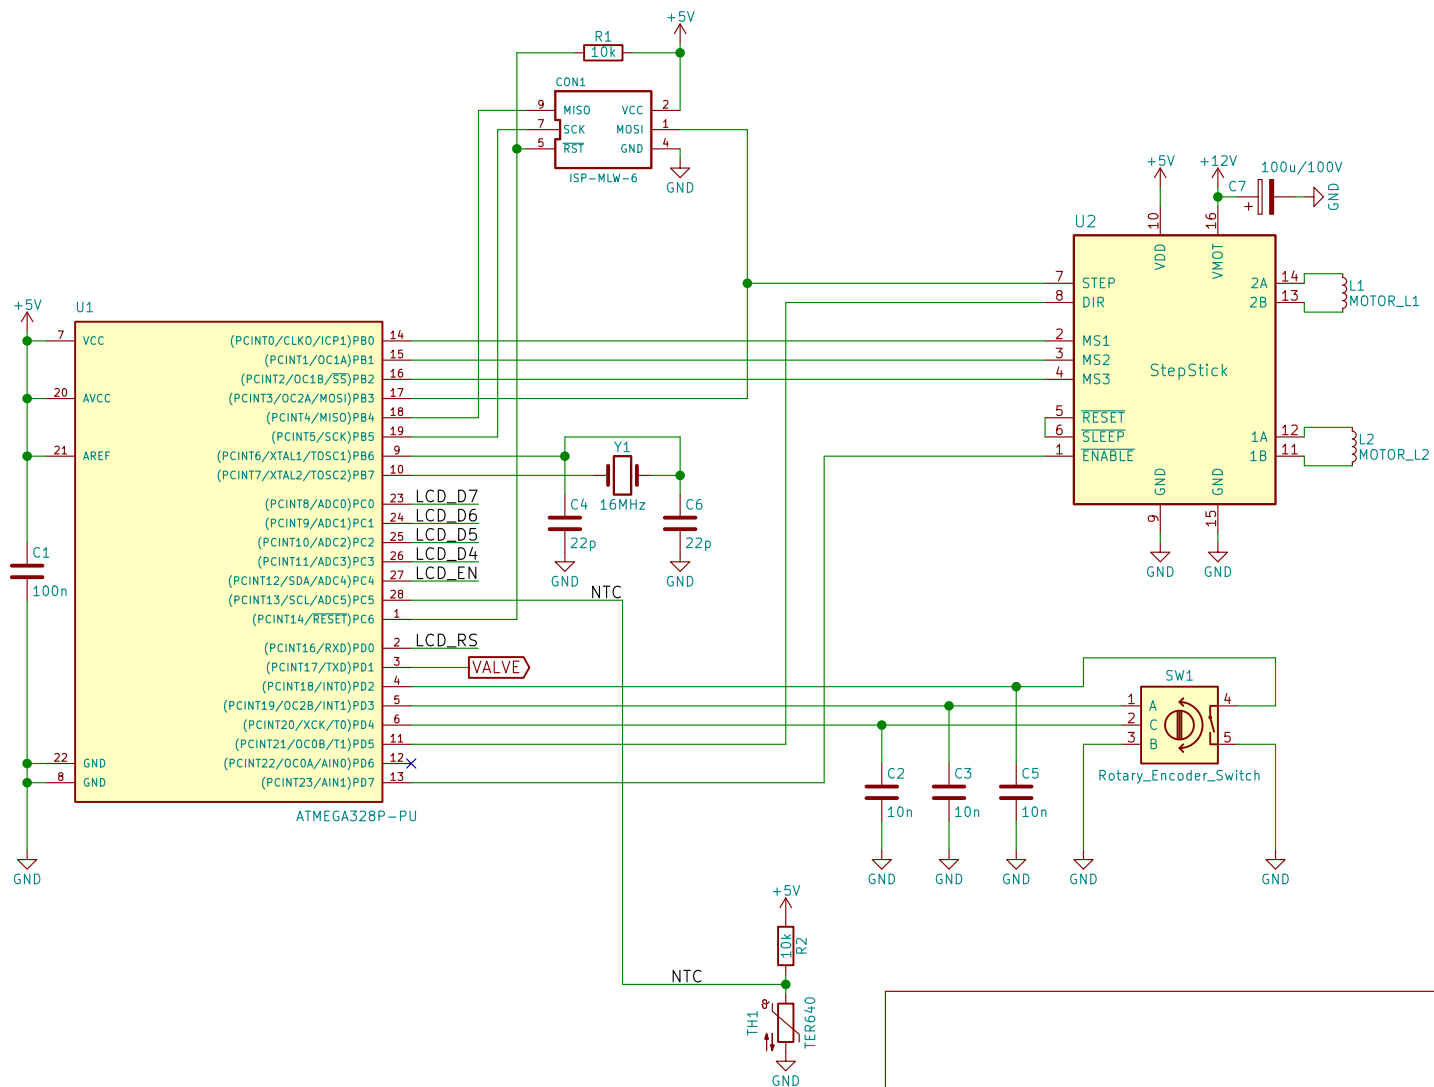 +5V
R1
10k
CON1
9 MISO VCC 2
7 SCK MOSI 1
5 RST GND 4
ISP-MLW-6
GND
+5V
+12V
C7
100u/100V
+
GND
U2
10
16
VDD
VMOT
7 STEP
8 DIR
2 MS1
3 MS2
4 MS3
5 RESET
6 SLEEP
1 ENABLE
StepStick
2A 14
2B 13
1A 12
1B 11
GND
GND
9
15
GND
GND
L1
MOTOR_L1
L2
MOTOR_L2
+5V
U1
7 VCC
20 AVCC
21 AREF
22 GND
8 GND
(PCINT0/CLKO/ICP1)PB0 14
(PCINT1/OC1A)PB1 15
(PCINT2/OC1B/SS)PB2 16
(PCINT3/OC2A/MOSI)PB3 17
(PCINT4/MISO)PB4 18
(PCINT5/SCK)PB5 19
(PCINT6/XTAL1/TOSC1)PB6 9
(PCINT7/XTAL2/TOSC2)PB7 10
(PCINT8/ADC0)PC0 23 LCD_D7
(PCINT9/ADC1)PC1 24 LCD_D6
(PCINT10/ADC2)PC2 25 LCD_D5
(PCINT11/ADC3)PC3 26 LCD_D4
(PCINT12/SDA/ADC4)PC4 27 LCD_EN
(PCINT13/SCL/ADC5)PC5 28 NTC
(PCINT14/RESET)PC6 1
(PCINT16/RXD)PD0 2 LCD_RS
(PCINT17/TXD)PD1 3 VALVE
(PCINT18/INT0)PD2 4
(PCINT19/OC2B/INT1)PD3 5
(PCINT20/XCK/T0)PD4 6
(PCINT21/OC0B/T1)PD5 11
(PCINT22/OC0A/AIN0)PD6 12
(PCINT23/AIN1)PD7 13
ATMEGA328P-PU
C1
100n
GND
Y1
16MHz
C4
22p
GND
C6
22p
GND
SW1
1 A 4
2 C
3 B 5
Rotary_Encoder_Switch
C2
10n
GND
C3
10n
GND
C5
10n
GND
GND
GND
+5V
10k
R2
NTC
TH1
ϑ
TER640
GND